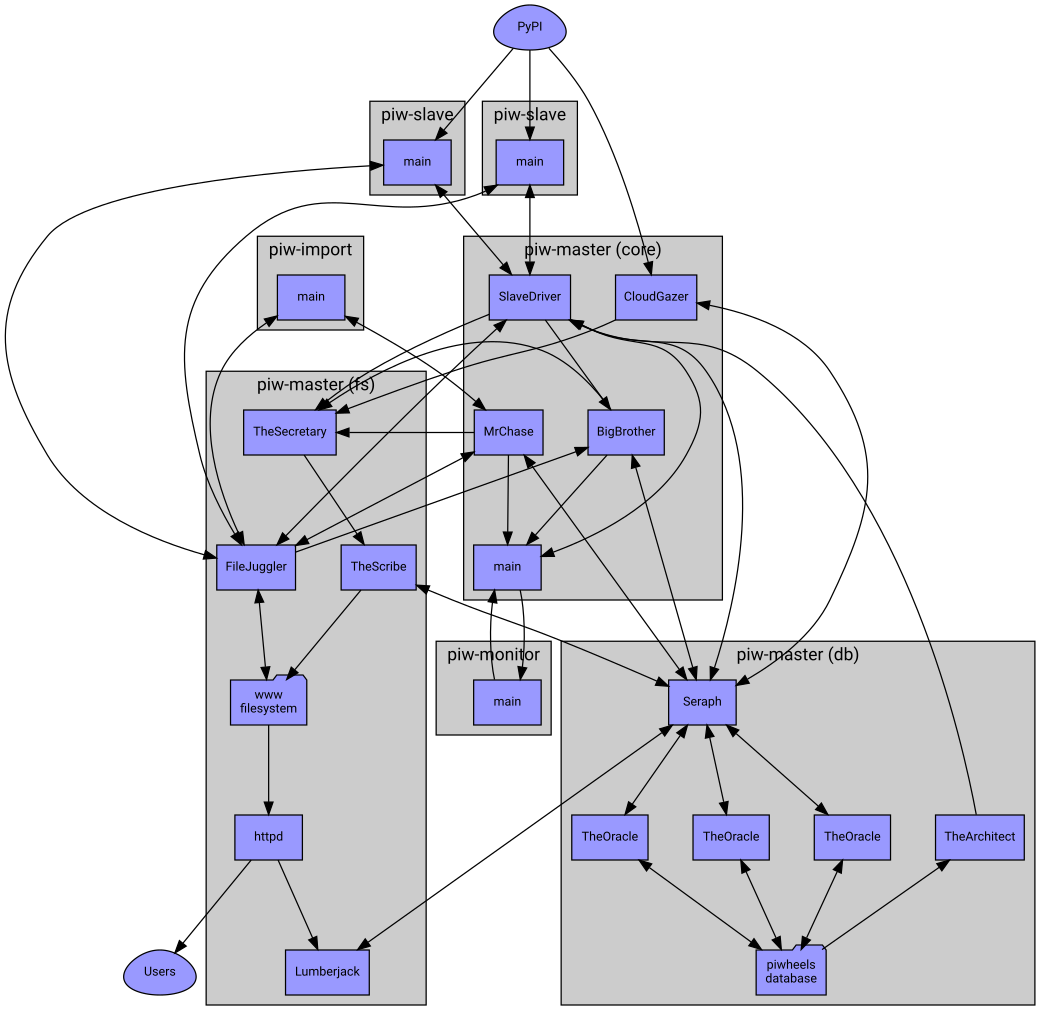 PyPI
piw-slave
piw-slave
main
main
piw-import
piw-master (core)
main
SlaveDriver
CloudGazer
piw-master (fs)
TheSecretary
MrChase
BigBrother
FileJuggler
TheScribe
main
piw-monitor
piw-master (db)
www
filesystem
main
Seraph
httpd
TheOracle
TheOracle
TheOracle
TheArchitect
Users
Lumberjack
piwheels
database